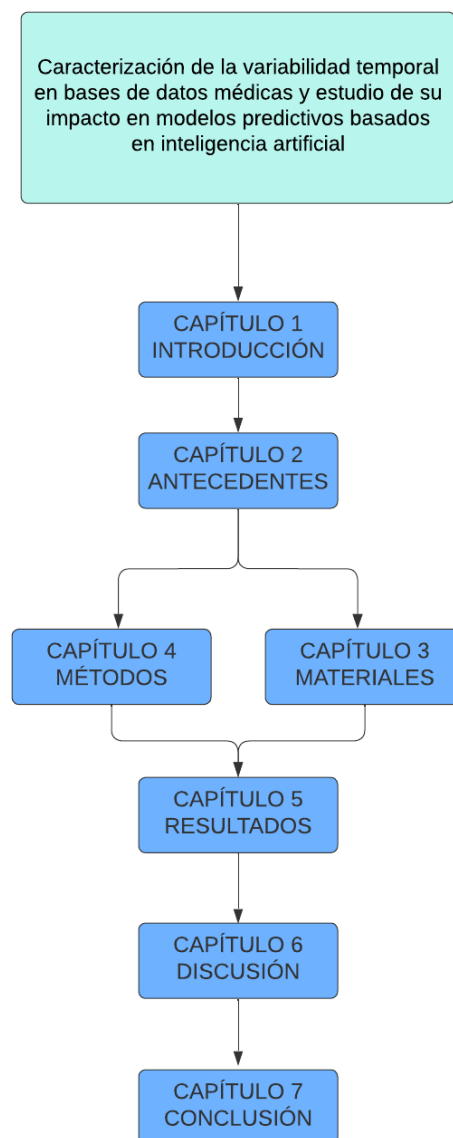 Caracterización de la variabilidad temporal
en bases de datos médicas y estudio de su
impacto en modelos predictivos basados
en inteligencia artificial
CAPÍTULO 1
INTRODUCCIÓN
CAPÍTULO 2
ANTECEDENTES
CAPÍTULO 4
MÉTODOS
CAPÍTULO 3
MATERIALES
CAPÍTULO 5
RESULTADOS
CAPÍTULO 6
DISCUSIÓN
CAPÍTULO 7
CONCLUSIÓN